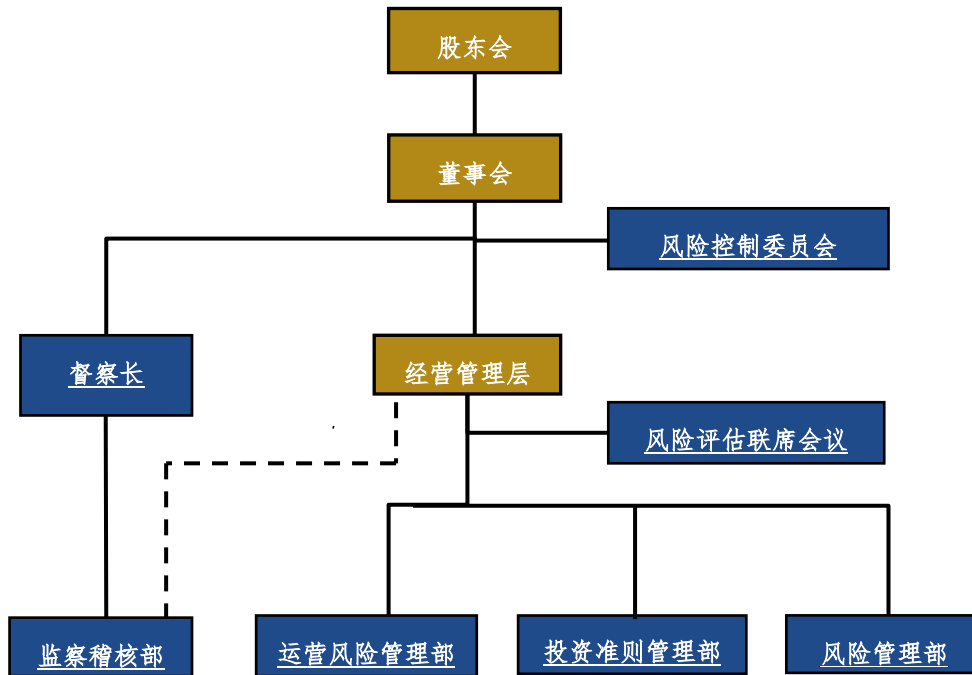 股东会
董事会
风险控制委员会
督察长
经营管理层
风险评估联席会议
监察稽核部
运营风险管理部
投资准则管理部
风险管理部